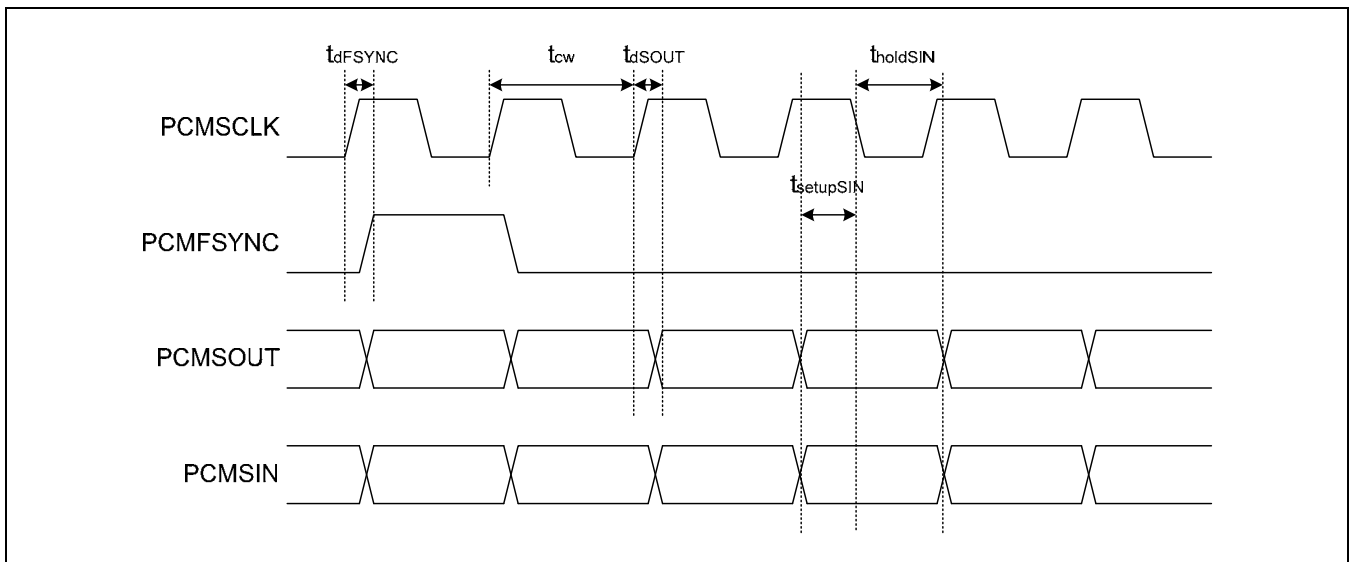 tdFSYNC
tcw
tdSOUT
tholdSIN
PCMSCLK
tsetupSIN
PCMFSYNC
PCMSOUT
PCMSIN